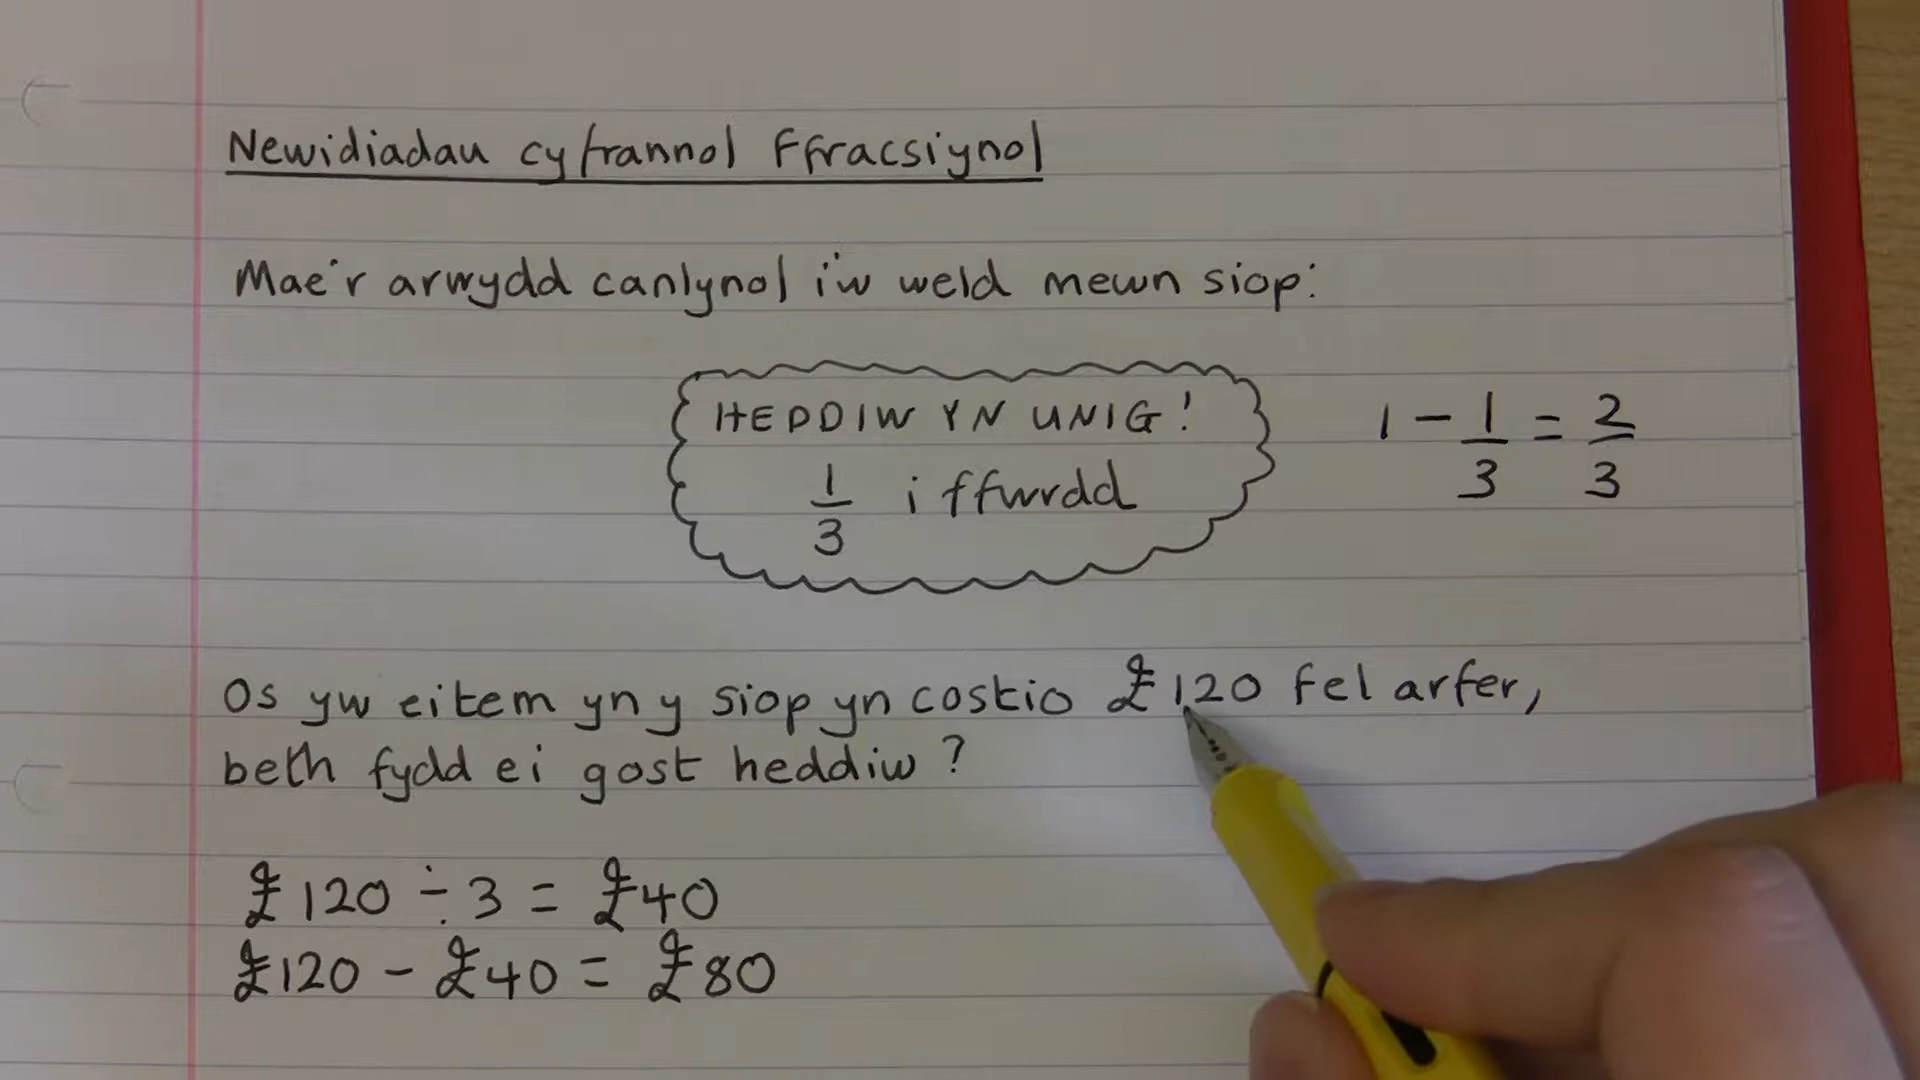 Newidiadau cyfrannol Ffracsiynol
Mae'r arwydd canlynol i'w weld mewn siop:
HEDDIW YN UNIG!
1/3 i ffwrdd
1 - 1/3 = 2/3
Os yw eitem yn y siop yn costio £120 fel arfer,
beth fydd ei gost heddiw?
£120 ÷ 3 = £40
£120 - £40 = £80